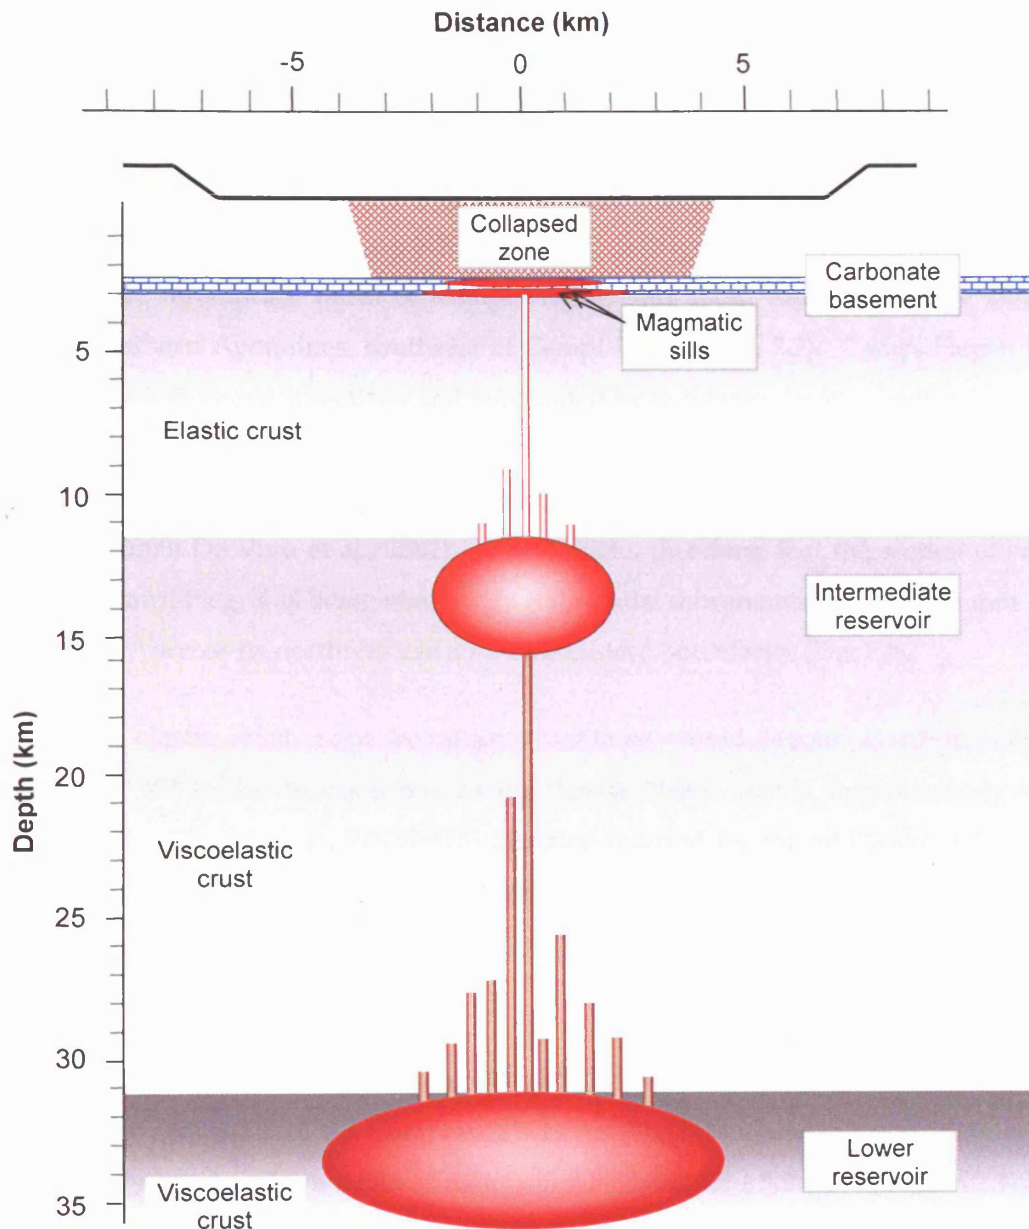 Distance (km)
-5 0 5
Collapsed
zone
Carbonate
basement
Magmatic
sills
5
Elastic crust
10
Intermediate
reservoir
15
Depth (km)
20
Viscoelastic
crust
25
30
Lower
reservoir
Viscoelastic
crust
35